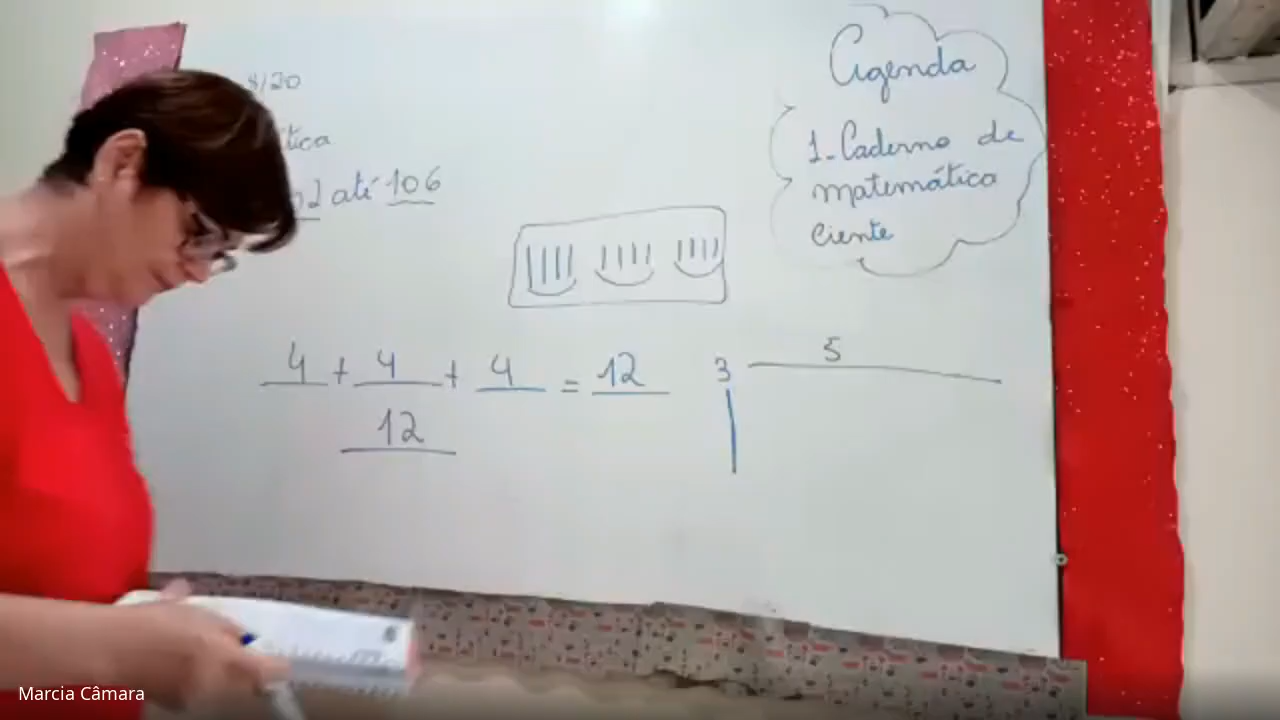 8/20
tica
2 até 106
4 + 4 + 4 = 12
12
3
5
Agenda
1-Caderno de
matemática
Ciente
Marcia Câmara